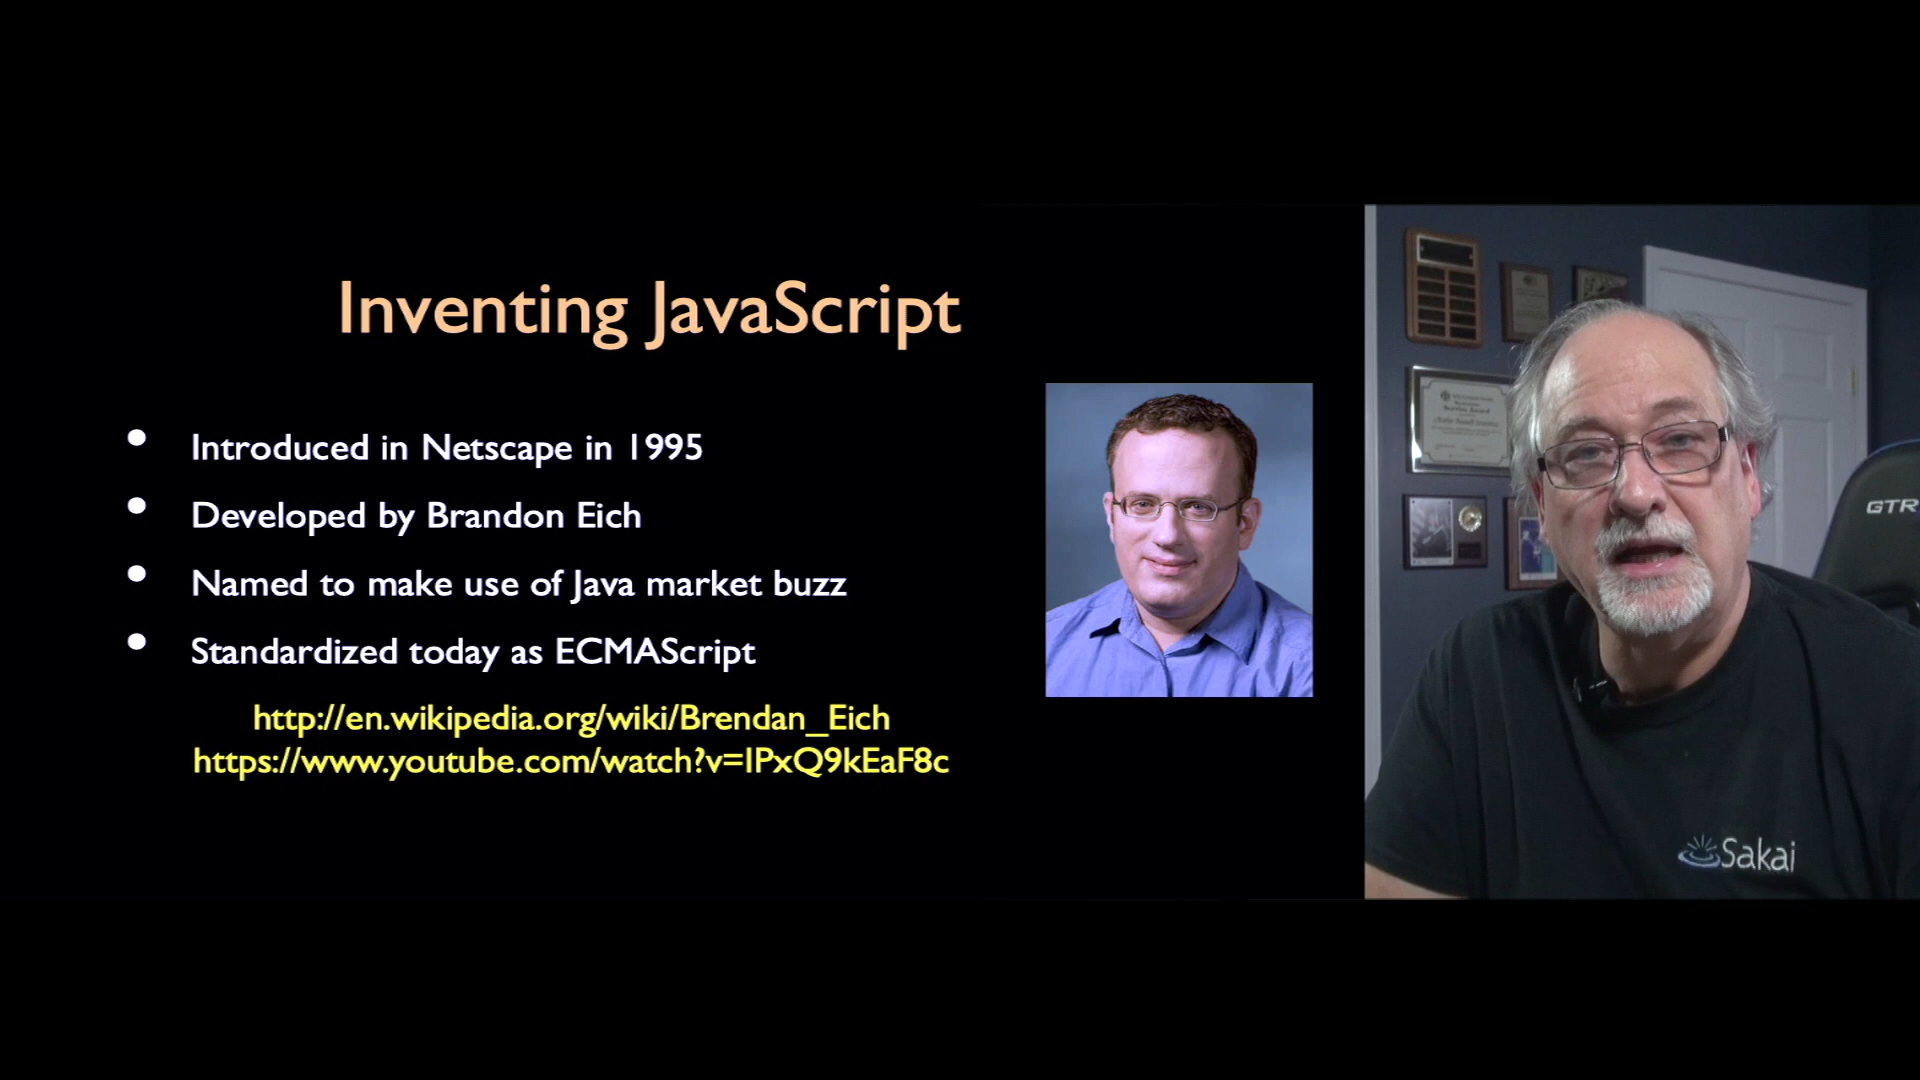 Inventing JavaScript
• Introduced in Netscape in 1995
• Developed by Brandon Eich
• Named to make use of Java market buzz
• Standardized today as ECMAScript
http://en.wikipedia.org/wiki/Brendan_Eich
https://www.youtube.com/watch?v=IPxQ9kEaF8c
GTR
Sakai